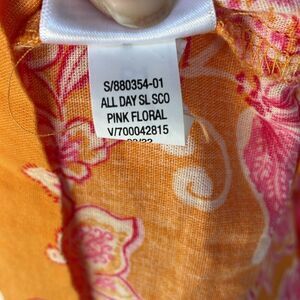 S/880354-01
ALL DAY SL SCO
PINK FLORAL
V/700042815